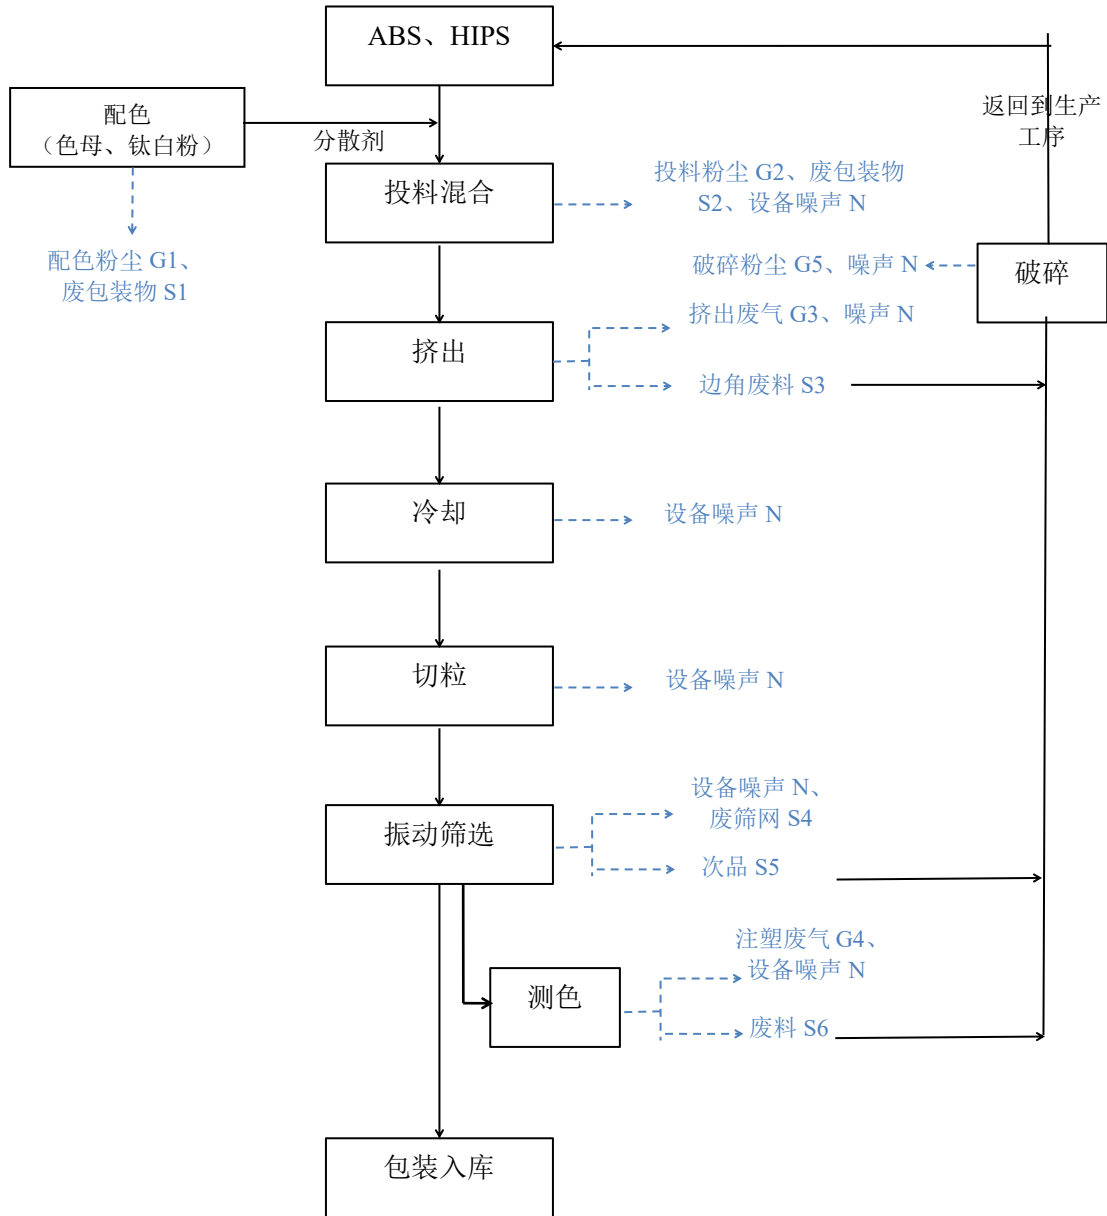 ABS、HIPS
配色
（色母、钛白粉）
分散剂
返回到生产
工序
投料混合
投料粉尘 G2、废包装物
S2、设备噪声 N
配色粉尘 G1、
废包装物 S1
破碎粉尘 G5、噪声 N
破碎
挤出
挤出废气 G3、噪声 N
边角废料 S3
冷却
设备噪声 N
切粒
设备噪声 N
振动筛选
设备噪声 N、
废筛网 S4
次品 S5
测色
注塑废气 G4、
设备噪声 N
废料 S6
包装入库